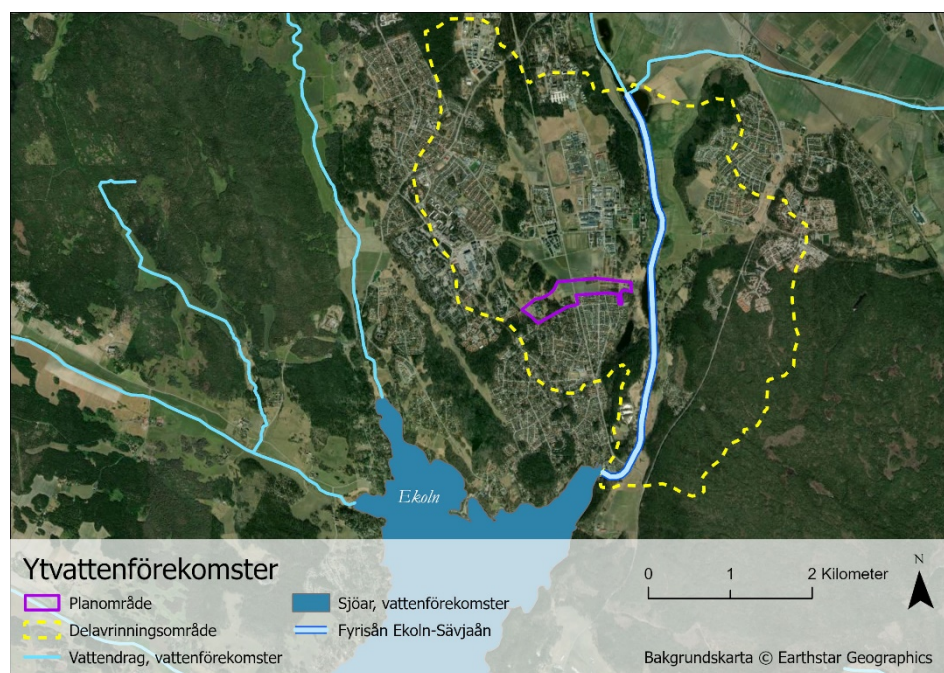 Ekoln
Ytvattenförekomster
Planområde
Delavrinningsområde
Vattendrag, vattenförekomster
Sjöar, vattenförekomster
Fyrisån Ekoln-Sävjaån
0 1 2 Kilometer
N
Bakgrundskarta © Earthstar Geographics